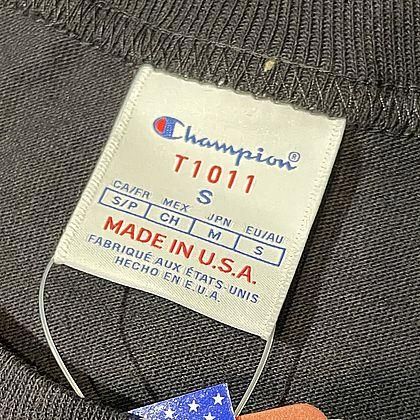 Champion®
T1011
S
CA/FR MEX JPN EU/AU
S/P CH M S
MADE IN U.S.A.
FABRIQUÉ AUX ÉTATS-UNIS
HECHO EN E.U.A.